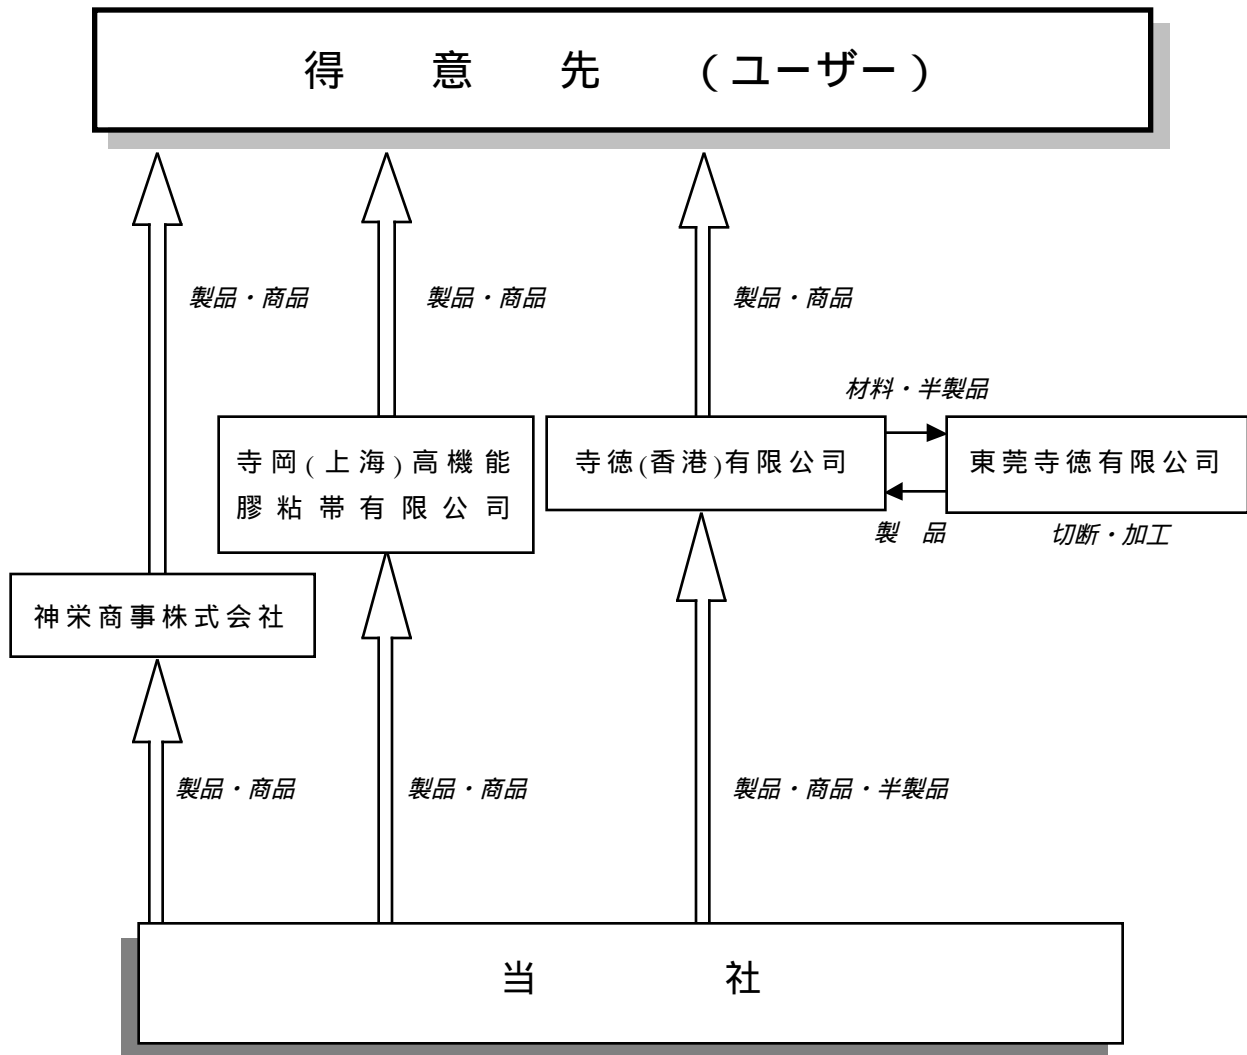 得意先（ユーザー）
製品・商品
製品・商品
製品・商品
材料・半製品
寺岡(上海)高機能
膠粘帯有限公司
寺徳(香港)有限公司
東莞寺徳有限公司
製品
切断・加工
神栄商事株式会社
製品・商品
製品・商品
製品・商品・半製品
当社